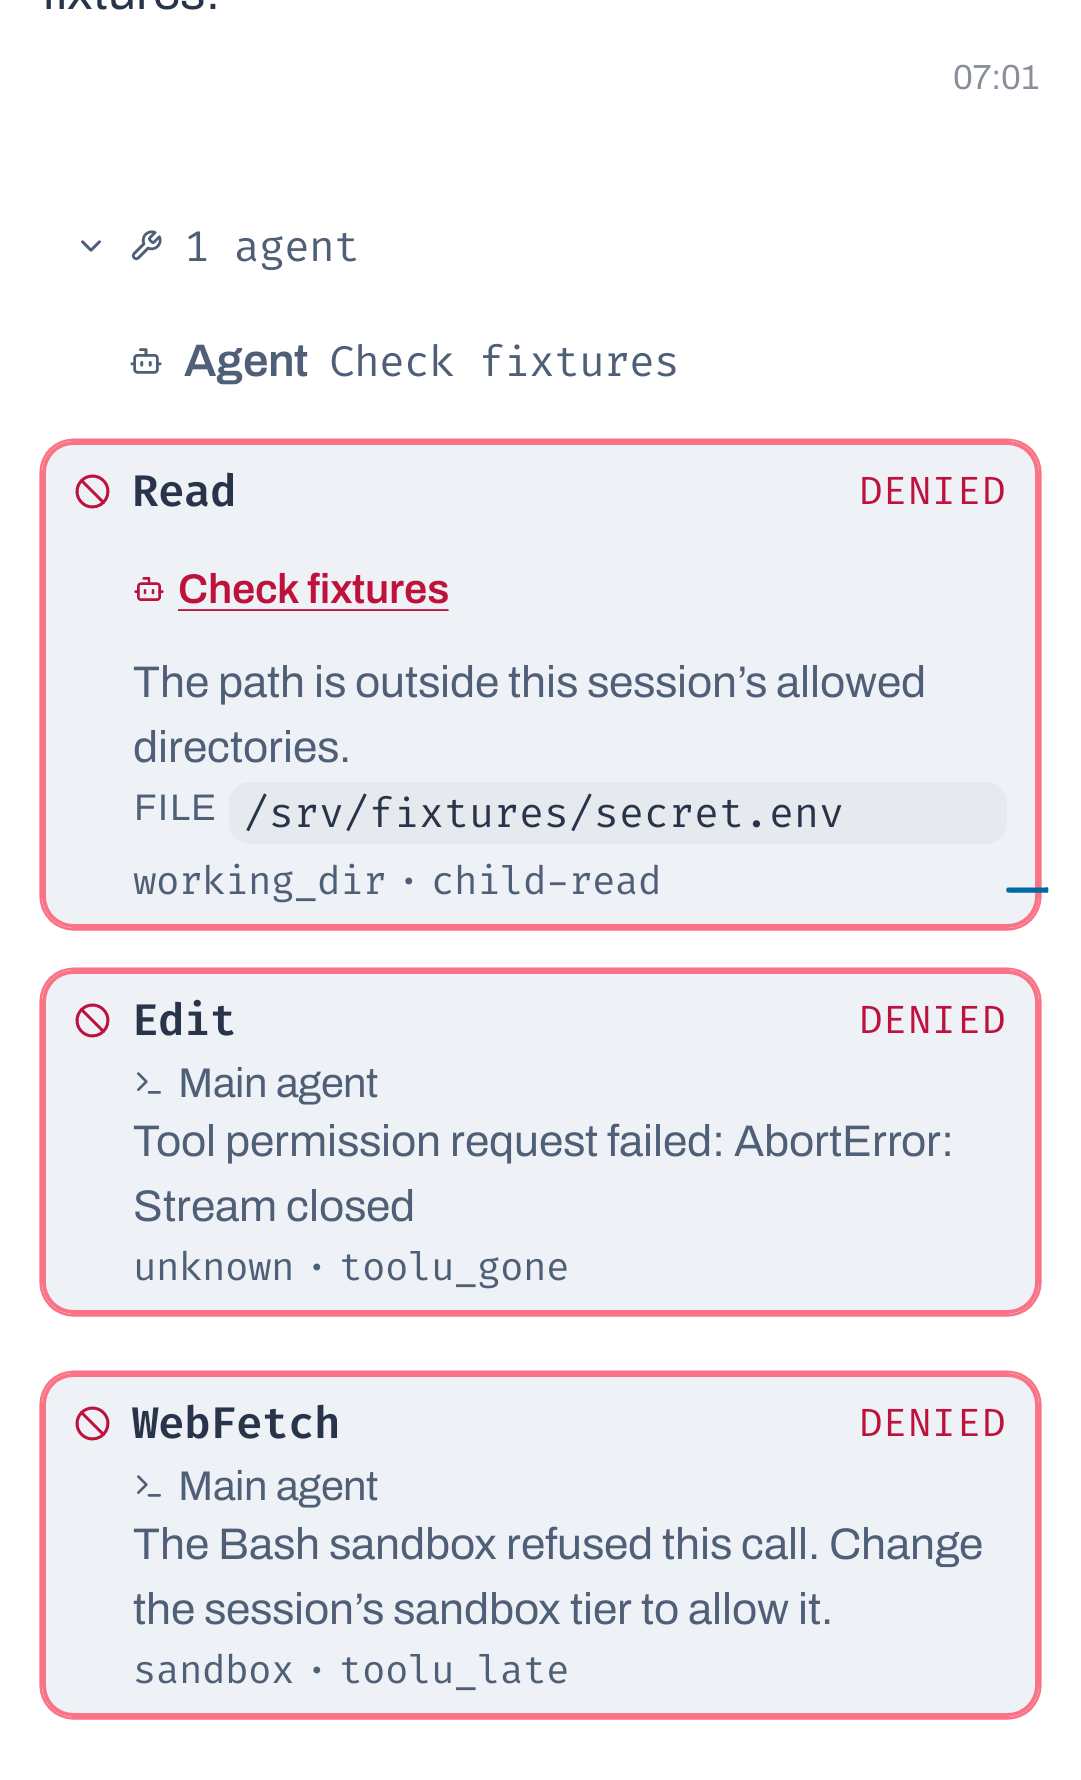 fixtures.
07:01
1 agent
Agent Check fixtures
Read DENIED
Check fixtures
The path is outside this session’s allowed
directories.
FILE /srv/fixtures/secret.env
working_dir · child-read
Edit DENIED
Main agent
Tool permission request failed: AbortError:
Stream closed
unknown · toolu_gone
WebFetch DENIED
Main agent
The Bash sandbox refused this call. Change
the session’s sandbox tier to allow it.
sandbox · toolu_late